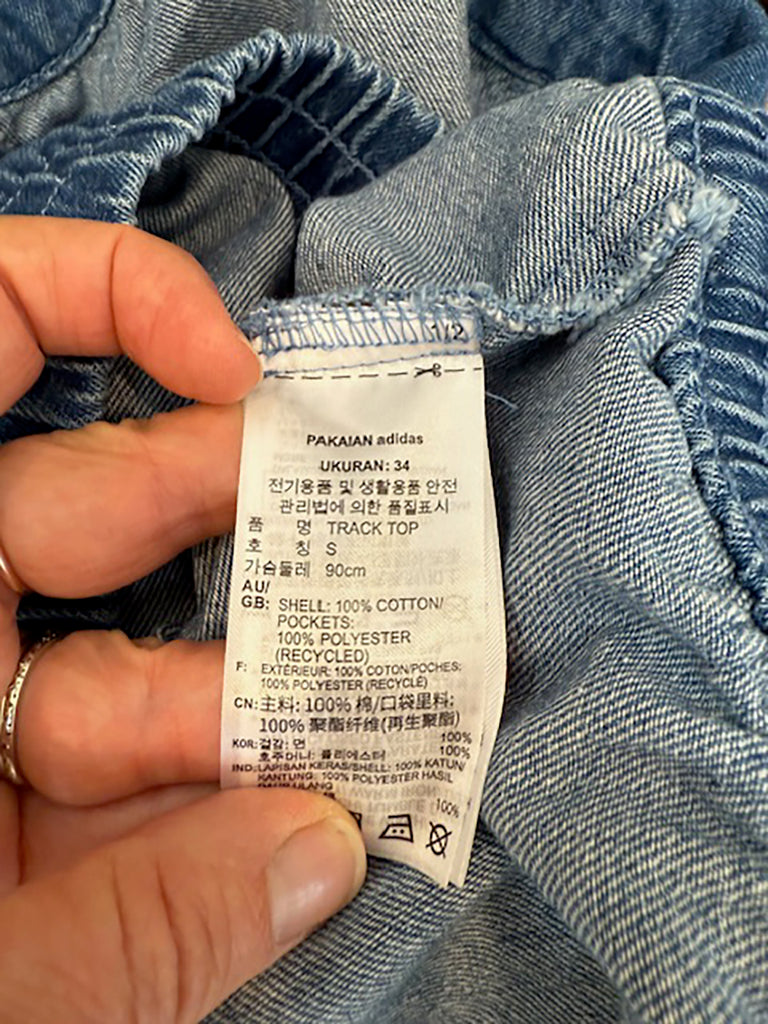 1/2
PAKAIAN adidas
UKURAN: 34
전기용품 및 생활용품 안전
관리법에 의한 품질표시
품 명 TRACK TOP
호 칭 S
가슴둘레 90cm
AU/
GB: SHELL: 100% COTTON/
POCKETS:
100% POLYESTER
(RECYCLED)
F: EXTÉRIEUR: 100% COTON/POCHES:
100% POLYESTER (RECYCLÉ)
CN: 主料: 100% 棉/口袋里料:
100% 聚酯纤维(再生聚酯)
KOR: 겉감: 면 100%
호주머니: 폴리에스터 100%
IND: LAPISAN KERAS/SHELL: 100% KATUN/
KANTUNG: 100% POLYESTER HASIL
DAUR ULANG
100%